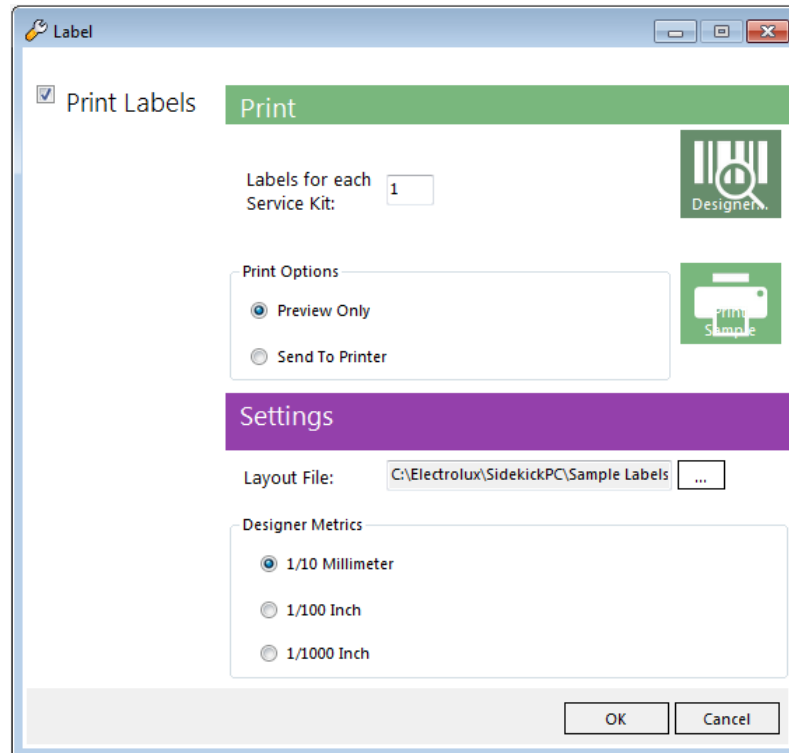 Label
Print Labels
Print
Labels for each
Service Kit:
1
Designer...
Print Options
Preview Only
Send To Printer
Print
Sample
Settings
Layout File:
C:\Electrolux\SidekickPC\Sample Labels
...
Designer Metrics
1/10 Millimeter
1/100 Inch
1/1000 Inch
OK
Cancel